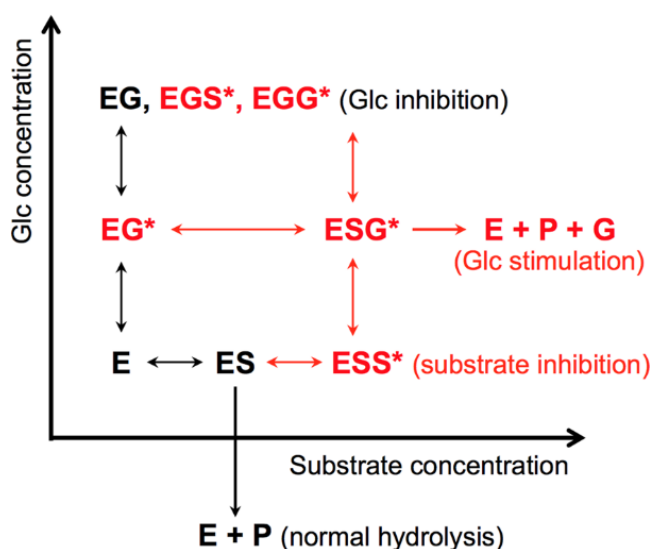 Glc concentration
EG, EGS*, EGG* (Glc inhibition)
EG* ESG* E + P + G
(Glc stimulation)
E ES ESS* (substrate inhibition)
Substrate concentration
E + P (normal hydrolysis)